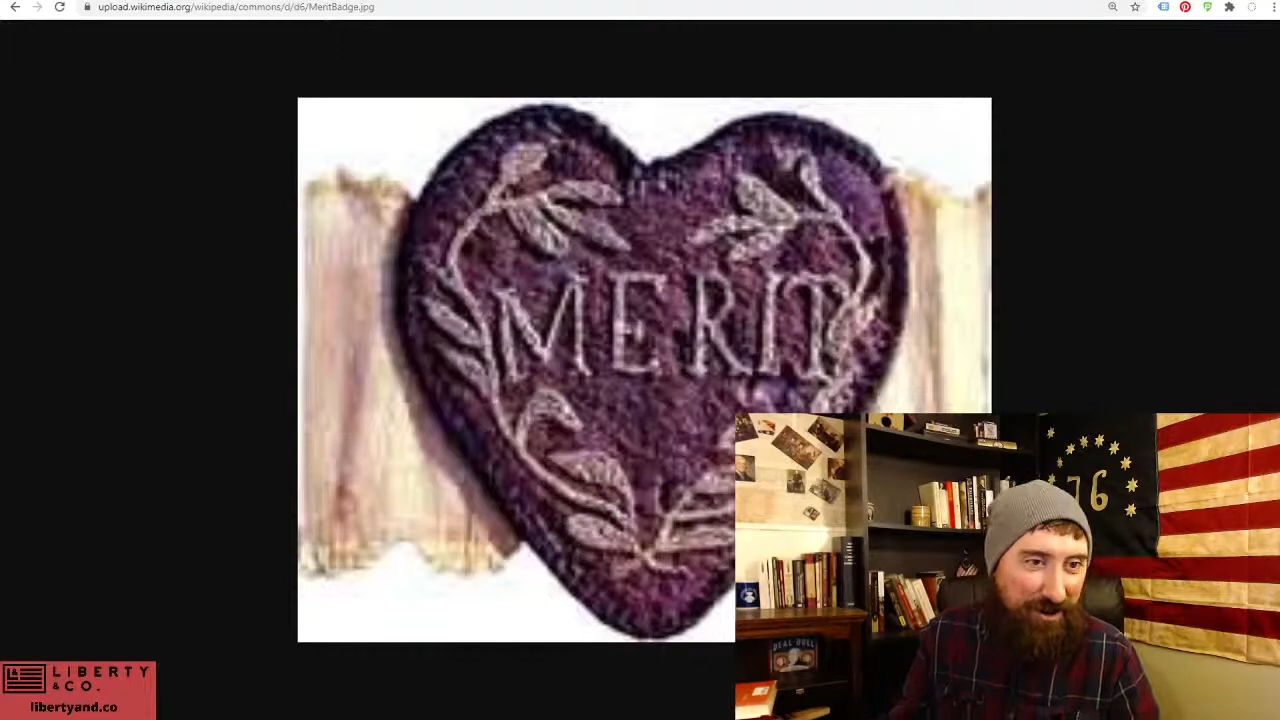 upload.wikimedia.org/wikipedia/commons/d/d6/MeritBadge.jpg
MERIT
76
LIBERTY
& CO.
libertyand.co